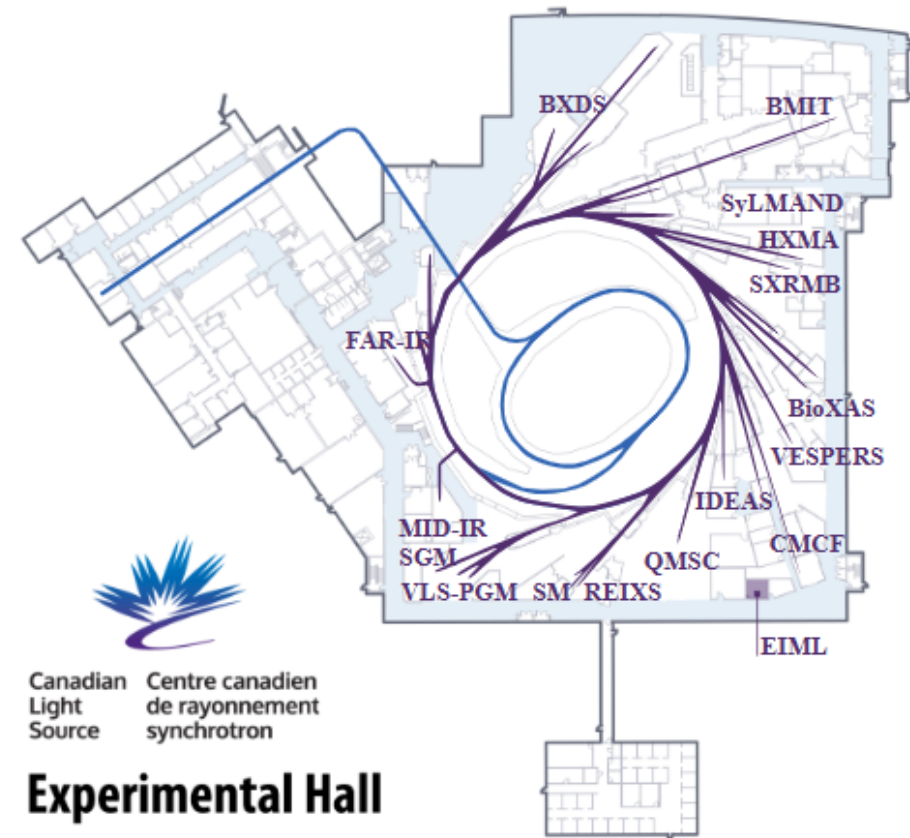 BXDS
BMIT
SyLMAND
HXMA
SXRMB
FAR-IR
BioXAS
VESPERS
IDEAS
MID-IR
SGM
QMSC
CMCF
VLS-PGM SM REIXS
EIML
Canadian Centre canadien
Light de rayonnement
Source synchrotron
Experimental Hall